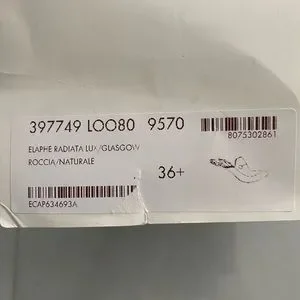 397749 LOO80 9570
8075302861
ELAPHE RADIATA LUX/GLASGOW
ROCCIA/NATURALE
36+
ECAP634693A